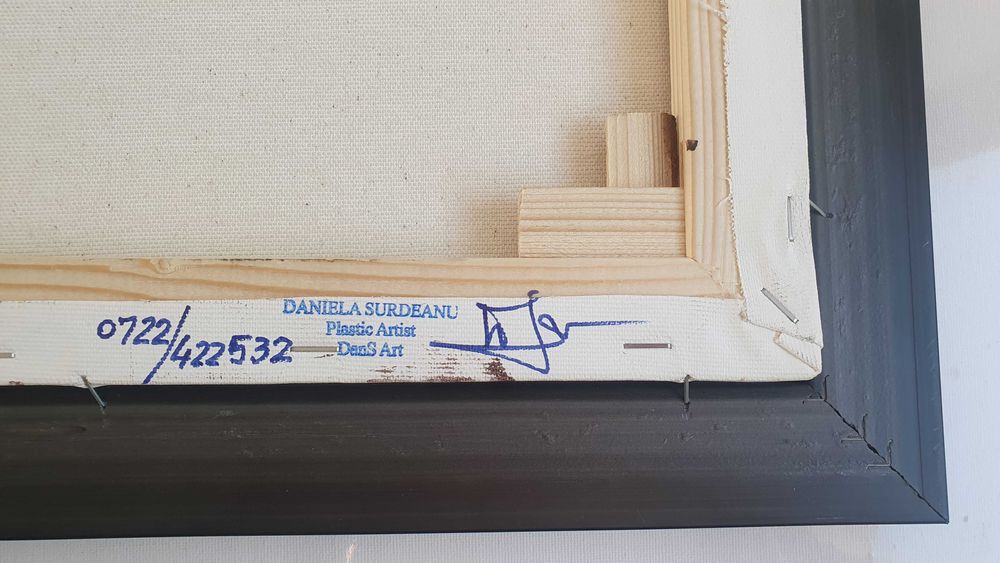 0722/422532
DANIELA SURDEANU
Plastic Artist
DanS Art